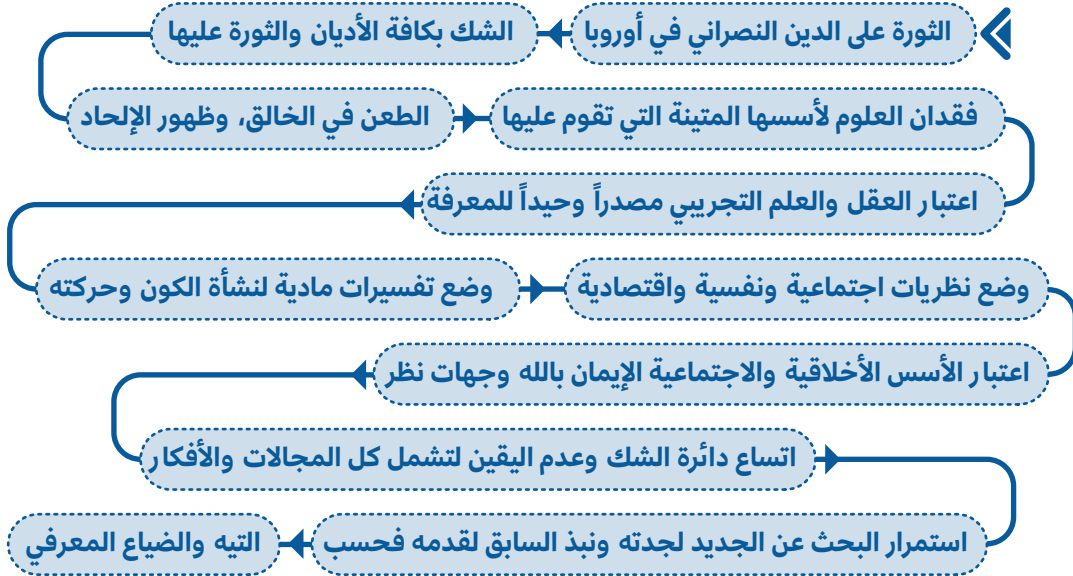 الثورة على الدين النصراني في أوروبا
الشك بكافة الأديان والثورة عليها
الطعن في الخالق، وظهور الإلحاد
فقدان العلوم لأسسها المتينة التي تقوم عليها
اعتبار العقل والعلم التجريبي مصدراً وحيداً للمعرفة
وضع تفسيرات مادية لنشأة الكون وحركته
وضع نظريات اجتماعية ونفسية واقتصادية
اعتبار الأسس الأخلاقية والاجتماعية الإيمان بالله وجهات نظر
اتساع دائرة الشك وعدم اليقين لتشمل كل المجالات والأفكار
استمرار البحث عن الجديد لجدته ونبذ السابق لقدمه فحسب
التيه والضياع المعرفي